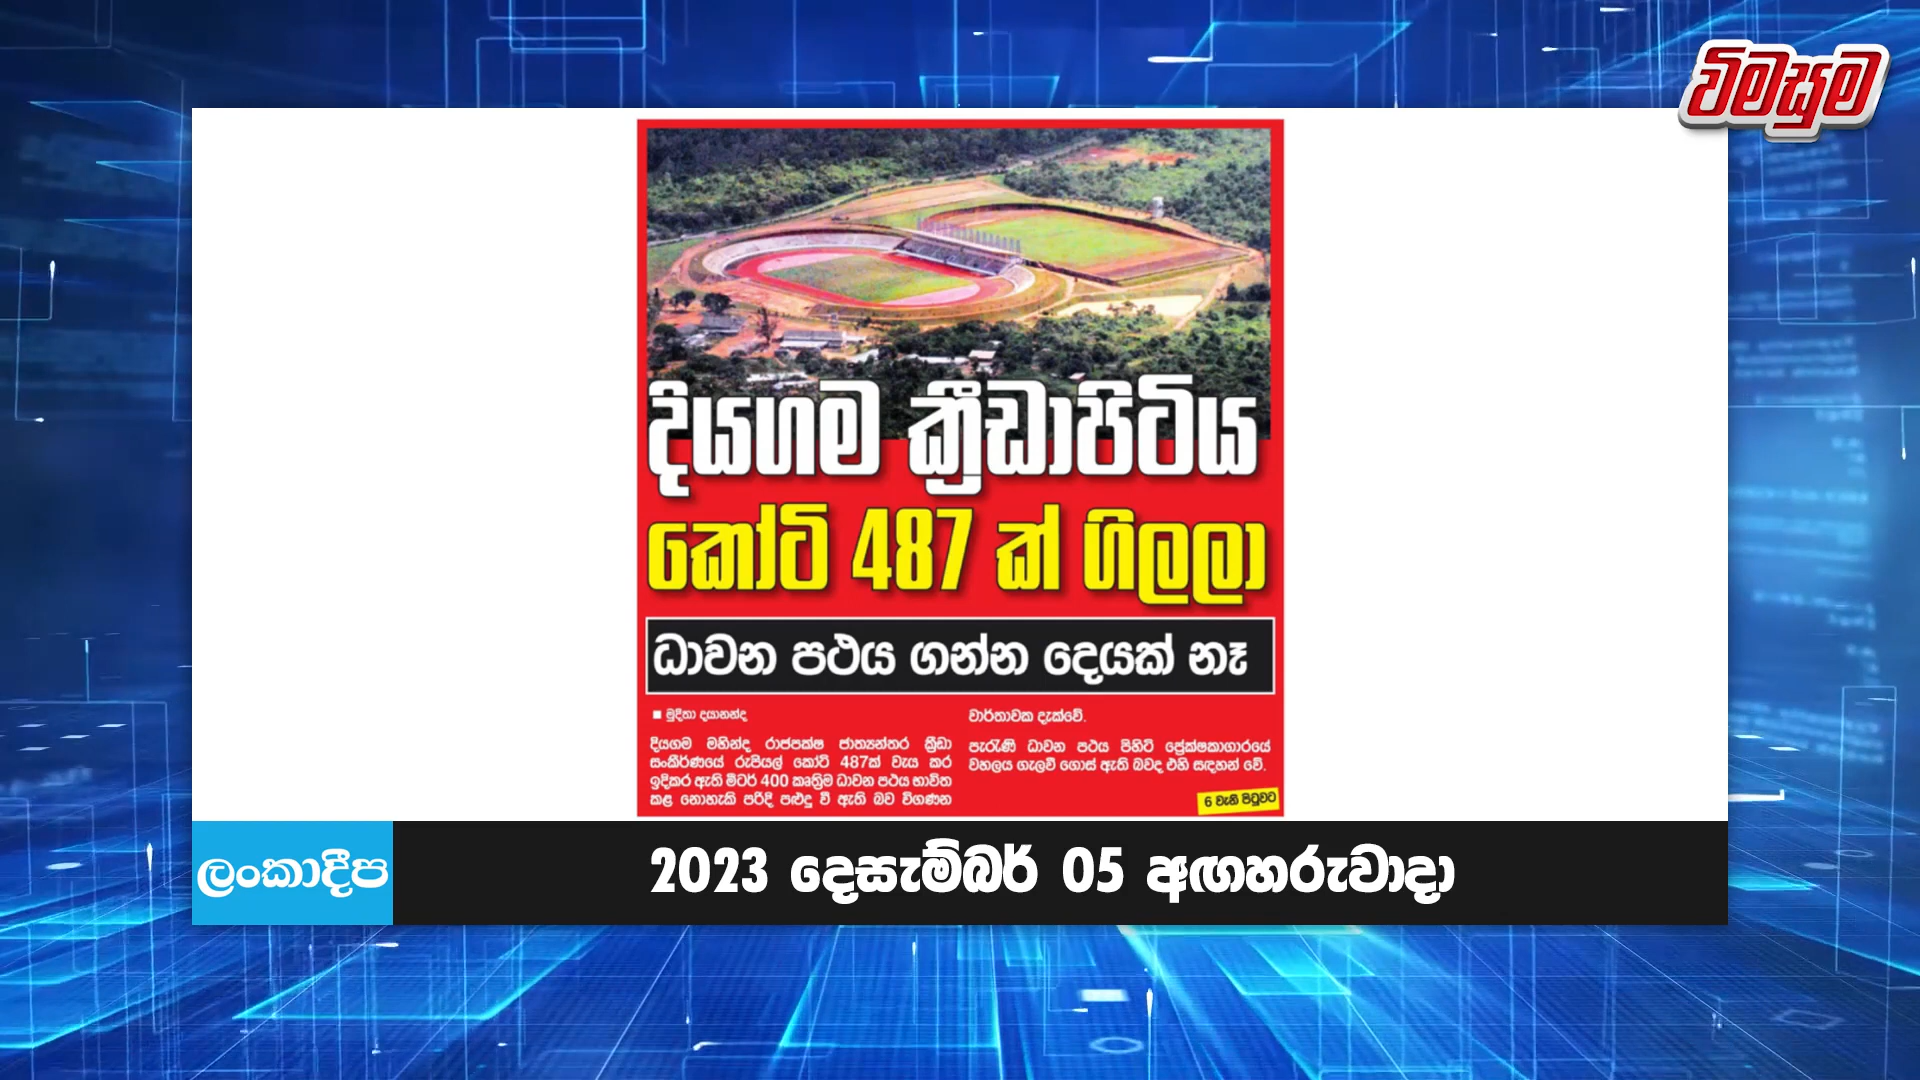 විමසුම
දියගම ක්‍රීඩාපිටිය
කෝටි 487 ක් ගිලලා
ධාවන පථය ගන්න දෙයක් නෑ
■ මුදිතා දයානන්ද
දියගම මහින්ද රාජපක්ෂ ජාත්‍යන්තර ක්‍රීඩා
සංකීර්ණයේ රුපියල් කෝටි 487ක් වැය කර
ඉදිකර ඇති මීටර් 400 කෘත්‍රිම ධාවන පථය භාවිත
කළ නොහැකි පරිදි පළුදු වී ඇති බව විගණන
වාර්තාවක දැක්වේ.
පැරැණි ධාවන පථය පිහිටි ප්‍රේක්ෂකාගාරයේ
වහලය ගැලවී ගොස් ඇති බවද එහි සඳහන් වේ.
6 වැනි පිටුවට
ලංකාදීප
2023 දෙසැම්බර් 05 අඟහරුවාදා